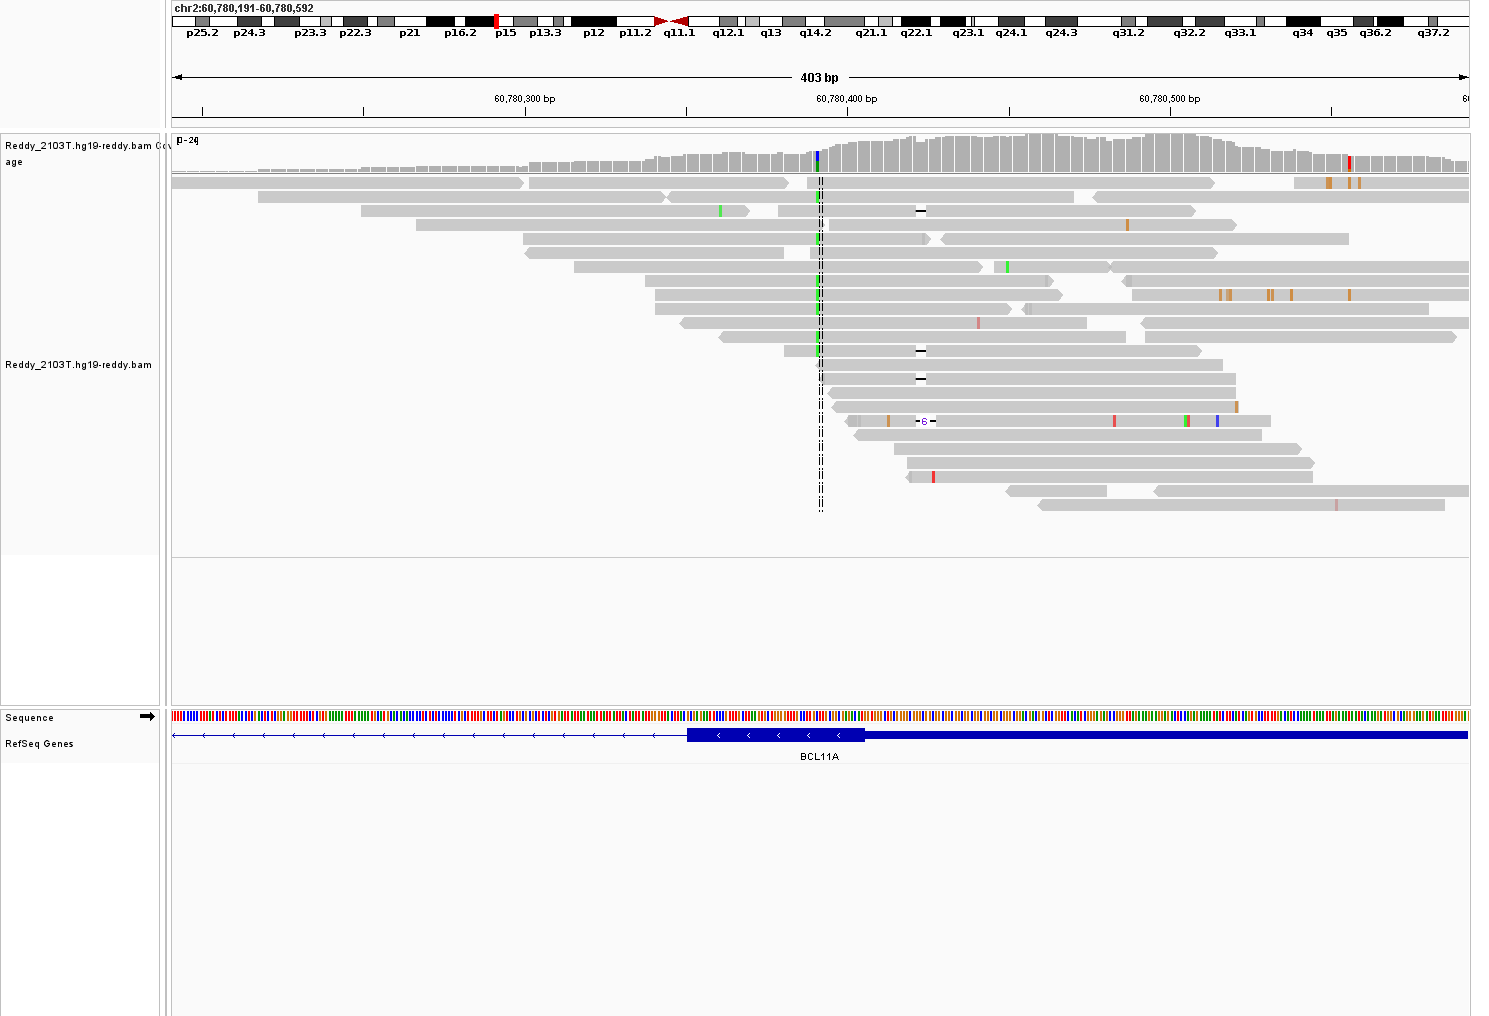 chr2:60,780,191-60,780,592
p25.2 p24.3 p23.3 p22.3 p21 p16.2 p15 p13.3 p12 p11.2 q11.1 q12.1 q13 q14.2 q21.1 q22.1 q23.1 q24.1 q24.3 q31.2 q32.2 q33.1 q34 q35 q36.2 q37.2
403 bp
60,780,300 bp 60,780,400 bp 60,780,500 bp 60
[0-24]
Reddy_2103T.hg19-reddy.bam Cov
age
Reddy_2103T.hg19-reddy.bam
6
Sequence
RefSeq Genes
BCL11A